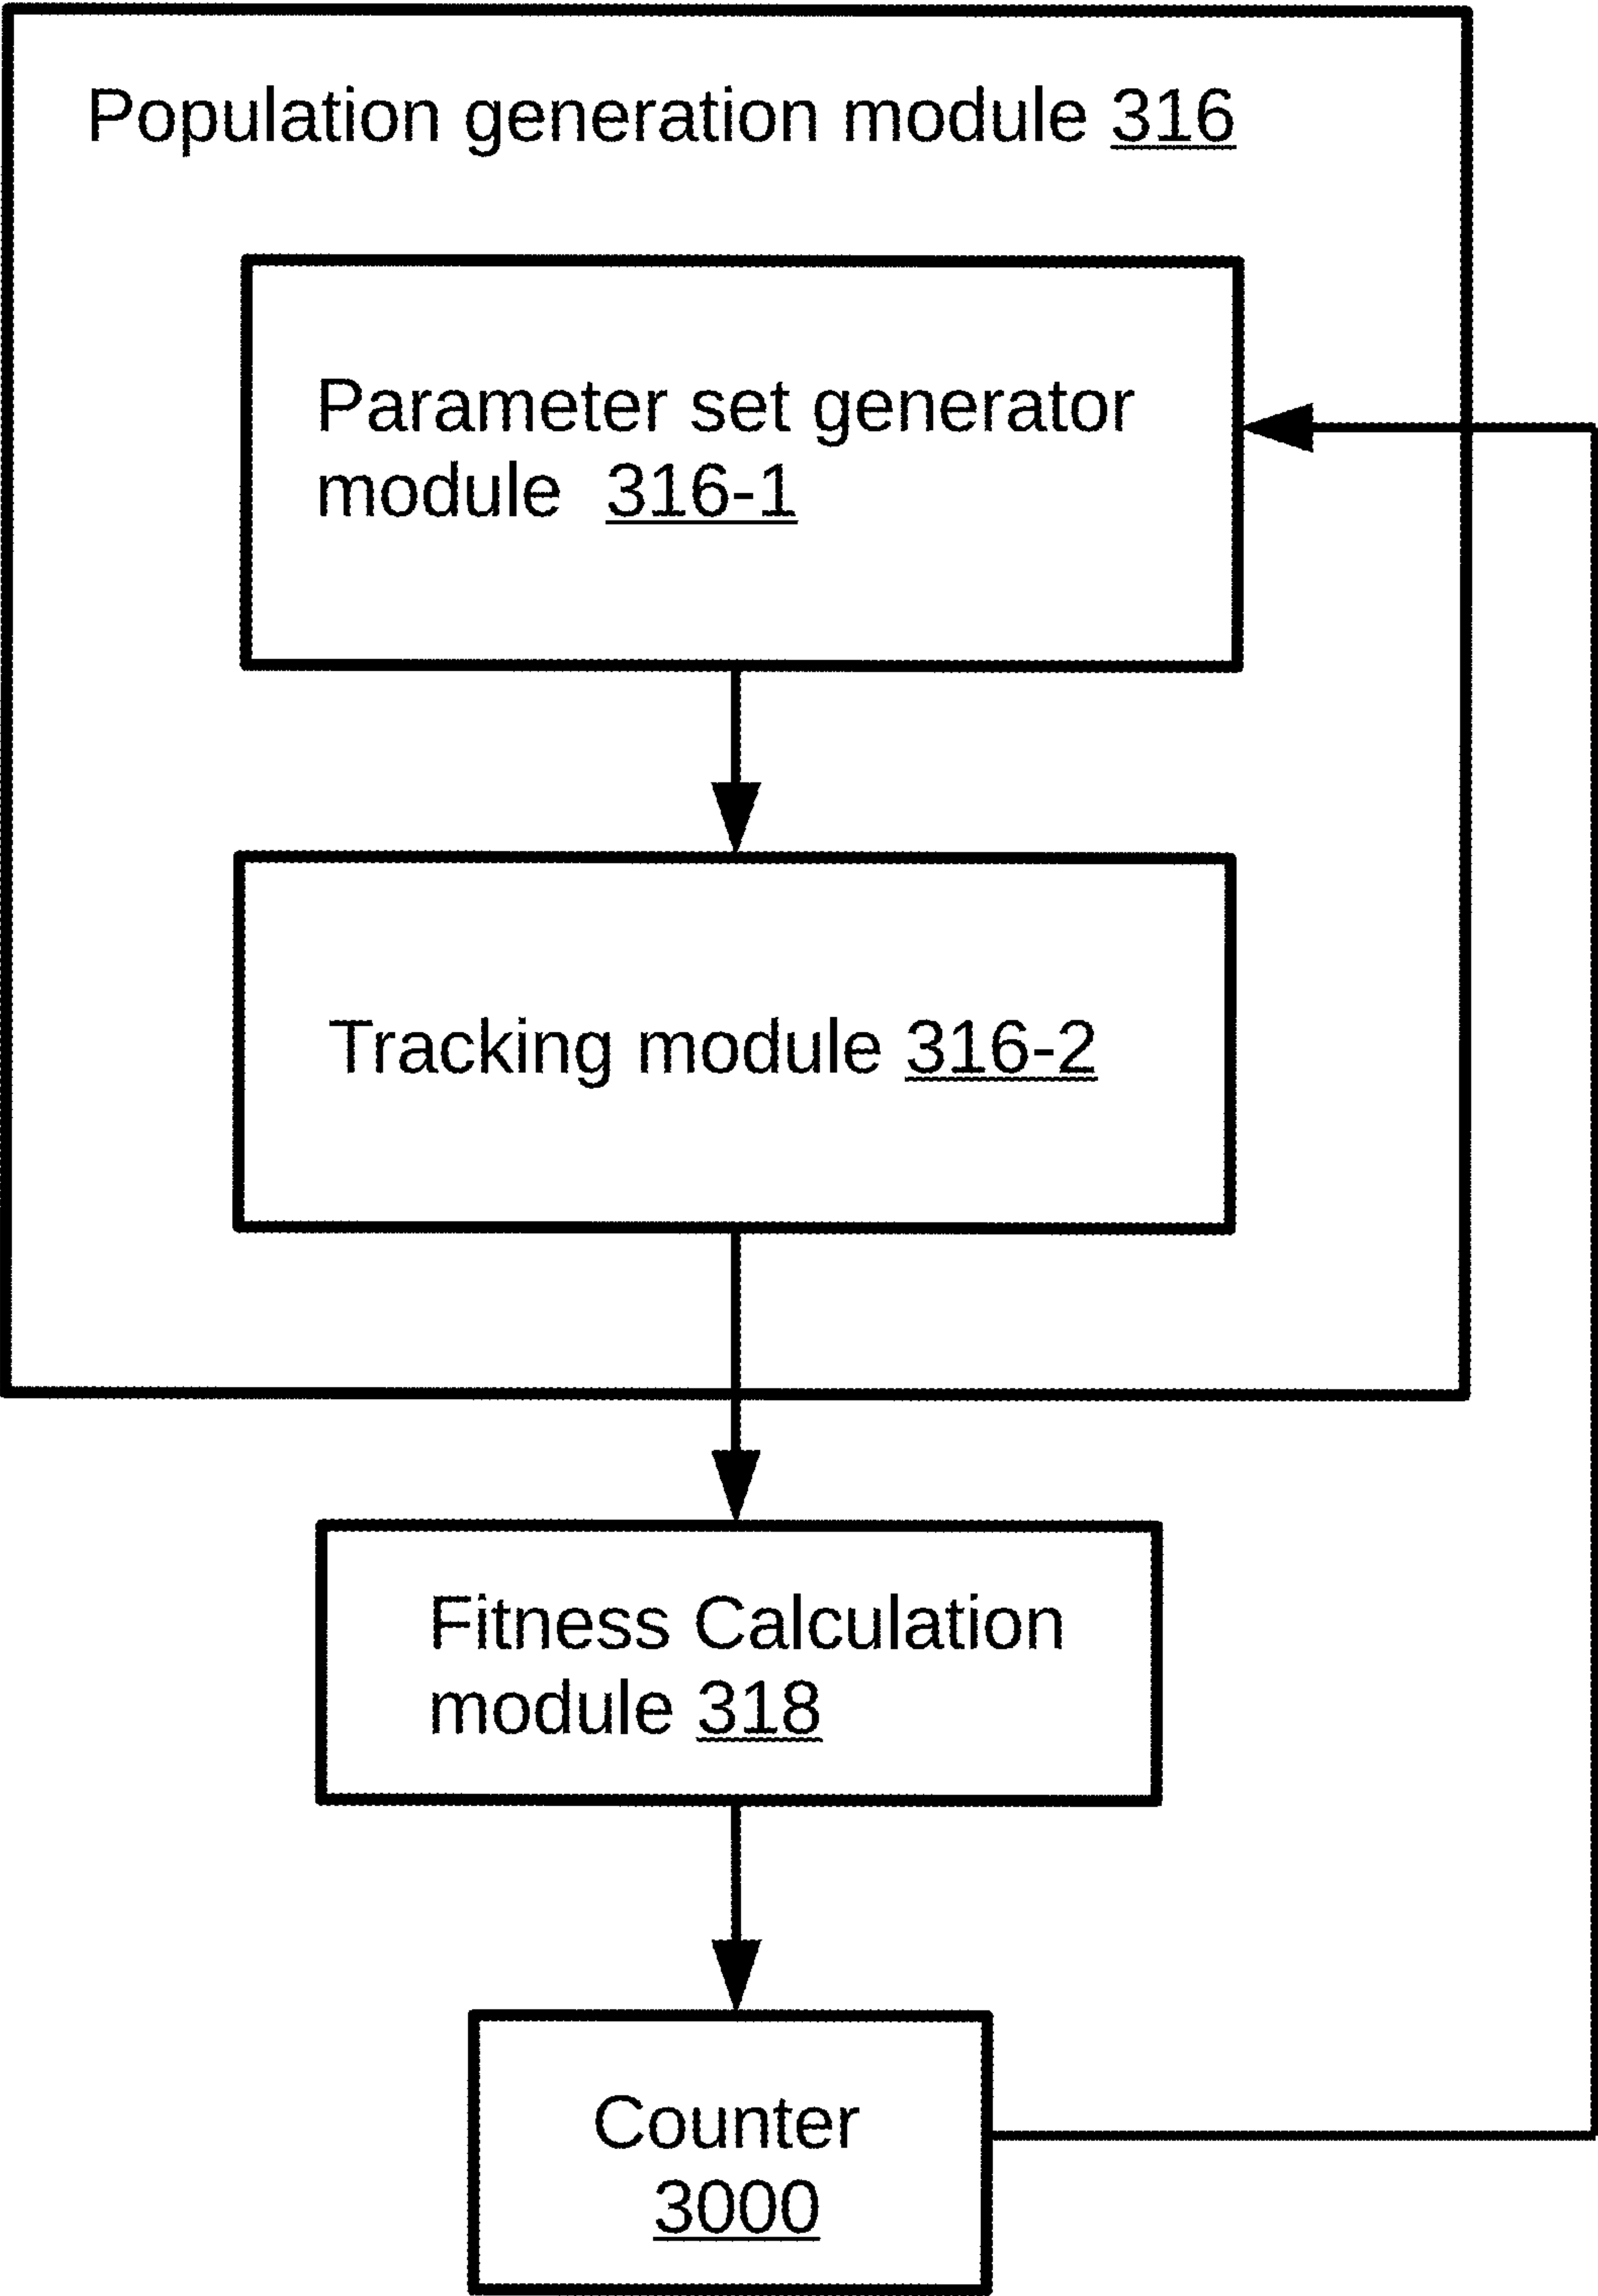 Population generation module 316
Parameter set generator
module 316-1
Tracking module 316-2
Fitness Calculation
module 318
Counter
3000